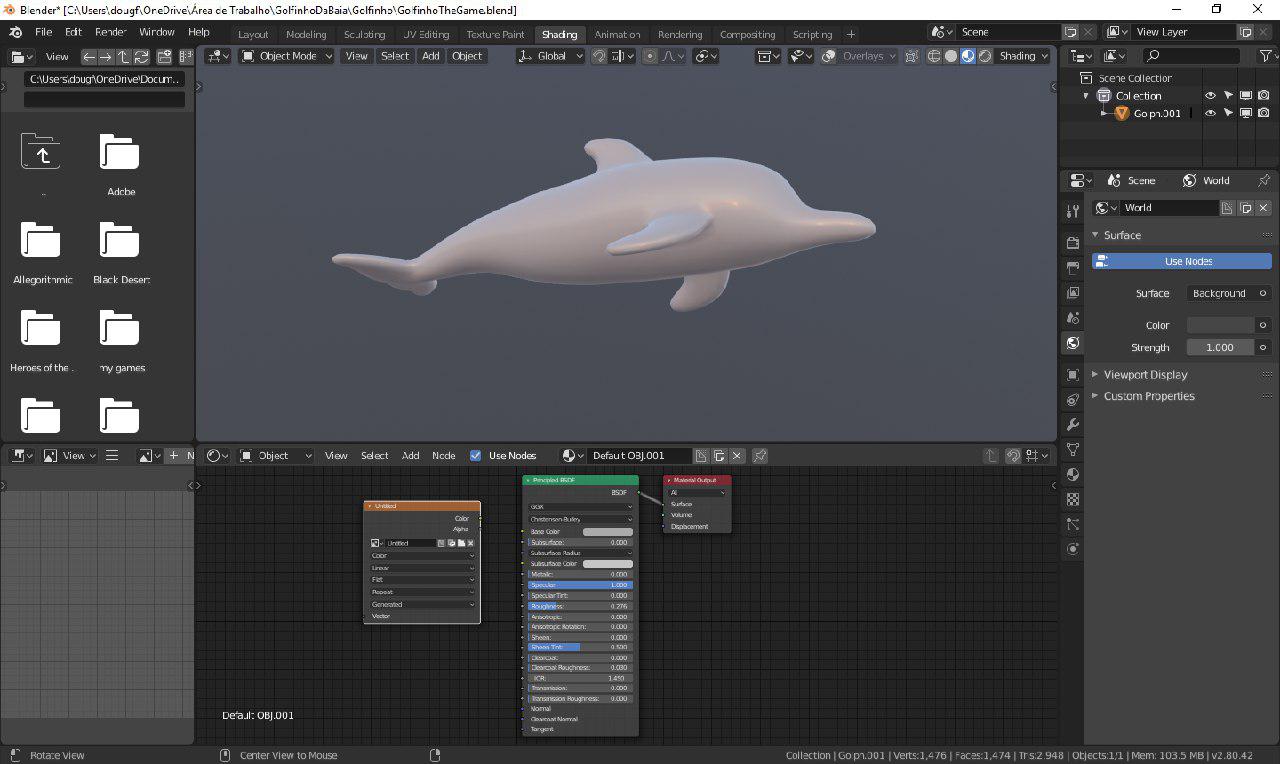 Blender* [C:\Users\dougf\OneDrive\Área de Trabalho\GolfinhoDaBaia\Golfinho\GolfinhoTheGame.blend]
File Edit Render Window Help Layout Modeling Sculpting UV Editing Texture Paint Shading Animation Rendering Compositing Scripting + Scene View Layer
View Object Mode View Select Add Object Global Overlays Shading
C:\Users\doug\OneDrive\Docum..
Scene Collection
Collection
Golph.001
..
Adobe
Allegorithmic
Black Desert
Heroes of the .
my games
Scene World
World
Surface
Use Nodes
Surface Background
Color
Strength 1.000
Viewport Display
Custom Properties
View + N
Object View Select Add Node Use Nodes Default OBJ.001
Untitled
Color
Alpha
Untitled
Color
Linear
Flat
Repeat
Generated
Vector
Principled BSDF
BSDF
GGX
Christensen-Burley
Base Color
Subsurface: 0.000
Subsurface Radius
Subsurface Color
Metallic: 0.000
Specular: 1.000
Specular Tint: 0.000
Roughness: 0.276
Anisotropic: 0.000
Anisotropic Rotation: 0.000
Sheen: 0.000
Sheen Tint: 0.500
Clearcoat: 0.000
Clearcoat Roughness: 0.030
IOR: 1.450
Transmission: 0.000
Transmission Roughness: 0.000
Normal
Clearcoat Normal
Tangent
Material Output
All
Surface
Volume
Displacement
Default OBJ.001
Rotate View Center View to Mouse Collection | Golph.001 | Verts:1,476 | Faces:1,474 | Tris:2,948 | Objects:1/1 | Mem: 103.5 MB | v2.80.42